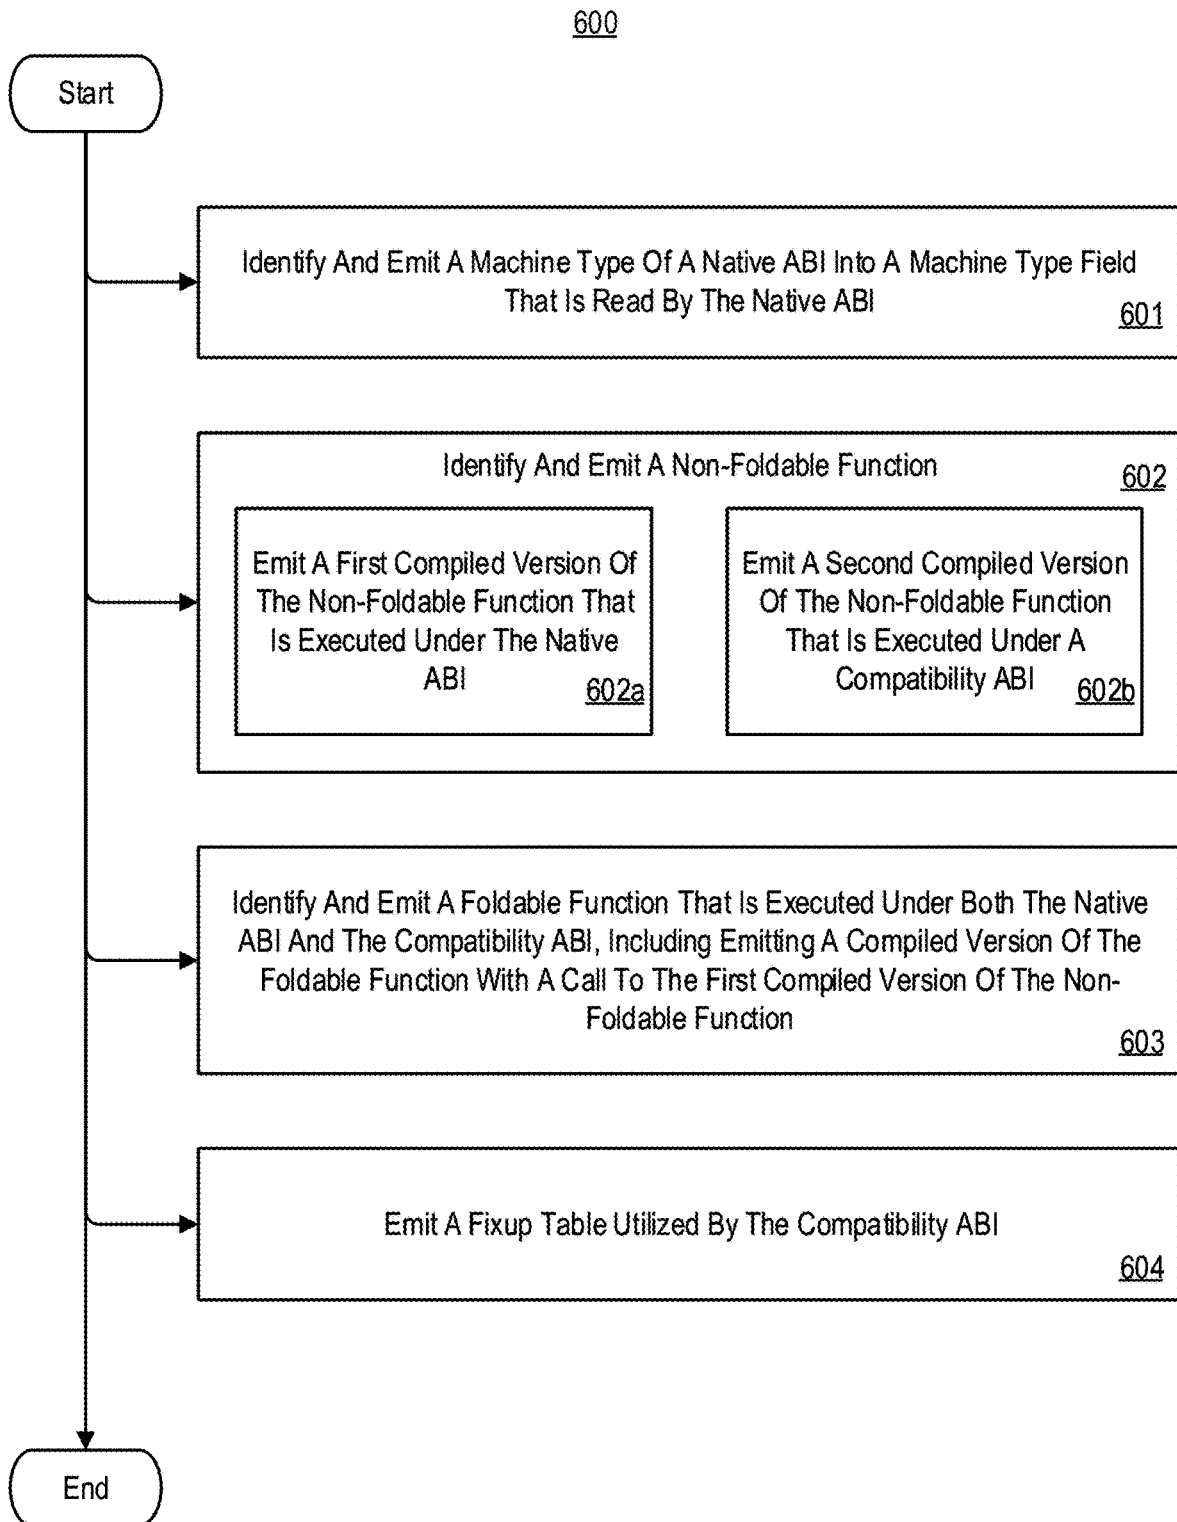 600
Start
Identify And Emit A Machine Type Of A Native ABI Into A Machine Type Field
That Is Read By The Native ABI
601
Identify And Emit A Non-Foldable Function
602
Emit A First Compiled Version Of
The Non-Foldable Function That
Is Executed Under The Native
ABI
602a
Emit A Second Compiled Version
Of The Non-Foldable Function
That Is Executed Under A
Compatibility ABI
602b
Identify And Emit A Foldable Function That Is Executed Under Both The Native
ABI And The Compatibility ABI, Including Emitting A Compiled Version Of The
Foldable Function With A Call To The First Compiled Version Of The Non-
Foldable Function
603
Emit A Fixup Table Utilized By The Compatibility ABI
604
End